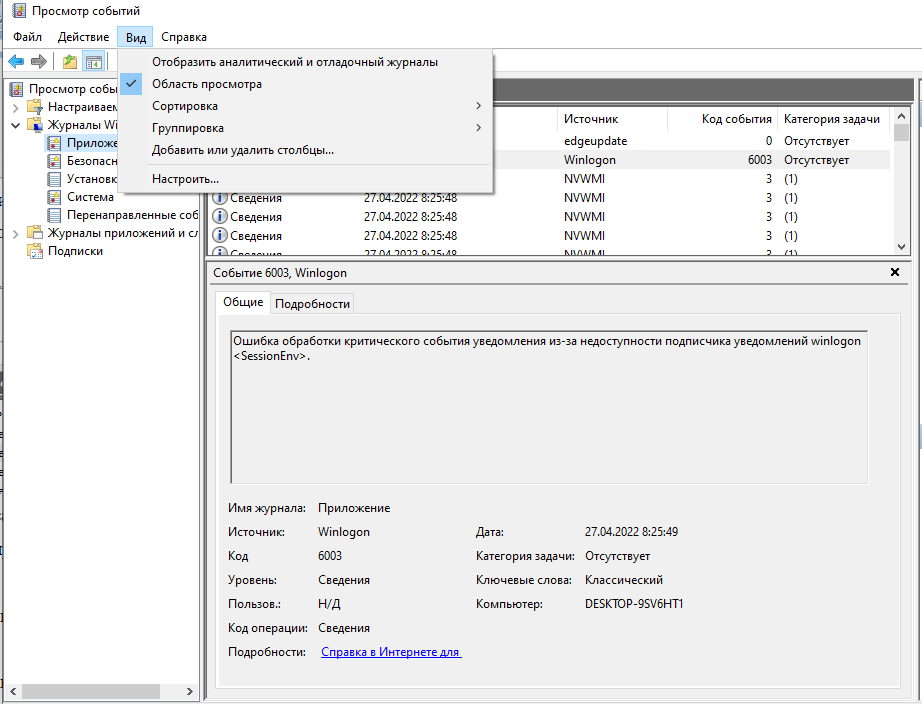 Просмотр событий
Файл Действие Вид Справка
Отобразить аналитический и отладочный журналы
Область просмотра
Сортировка
Группировка
Добавить или удалить столбцы...
Настроить...
Просмотр собы
Настраиваем
Журналы Wi
Приложе
Безопасн
Установк
Система
Перенаправленные соб
Журналы приложений и сл
Подписки
Источник Код события Категория задачи
edgeupdate 0 Отсутствует
Winlogon 6003 Отсутствует
NVWMI 3 (1)
Сведения 27.04.2022 8:25:48 NVWMI 3 (1)
Сведения 27.04.2022 8:25:48 NVWMI 3 (1)
Сведения 27.04.2022 8:25:48 NVWMI 3 (1)
Сведения 27.04.2022 8:25:48 NVWMI 3 (1)
Событие 6003, Winlogon
Общие Подробности
Ошибка обработки критического события уведомления из-за недоступности подписчика уведомлений winlogon
<SessionEnv>.
Имя журнала: Приложение
Источник: Winlogon Дата: 27.04.2022 8:25:49
Код 6003 Категория задачи: Отсутствует
Уровень: Сведения Ключевые слова: Классический
Пользов.: Н/Д Компьютер: DESKTOP-9SV6HT1
Код операции: Сведения
Подробности: Справка в Интернете для